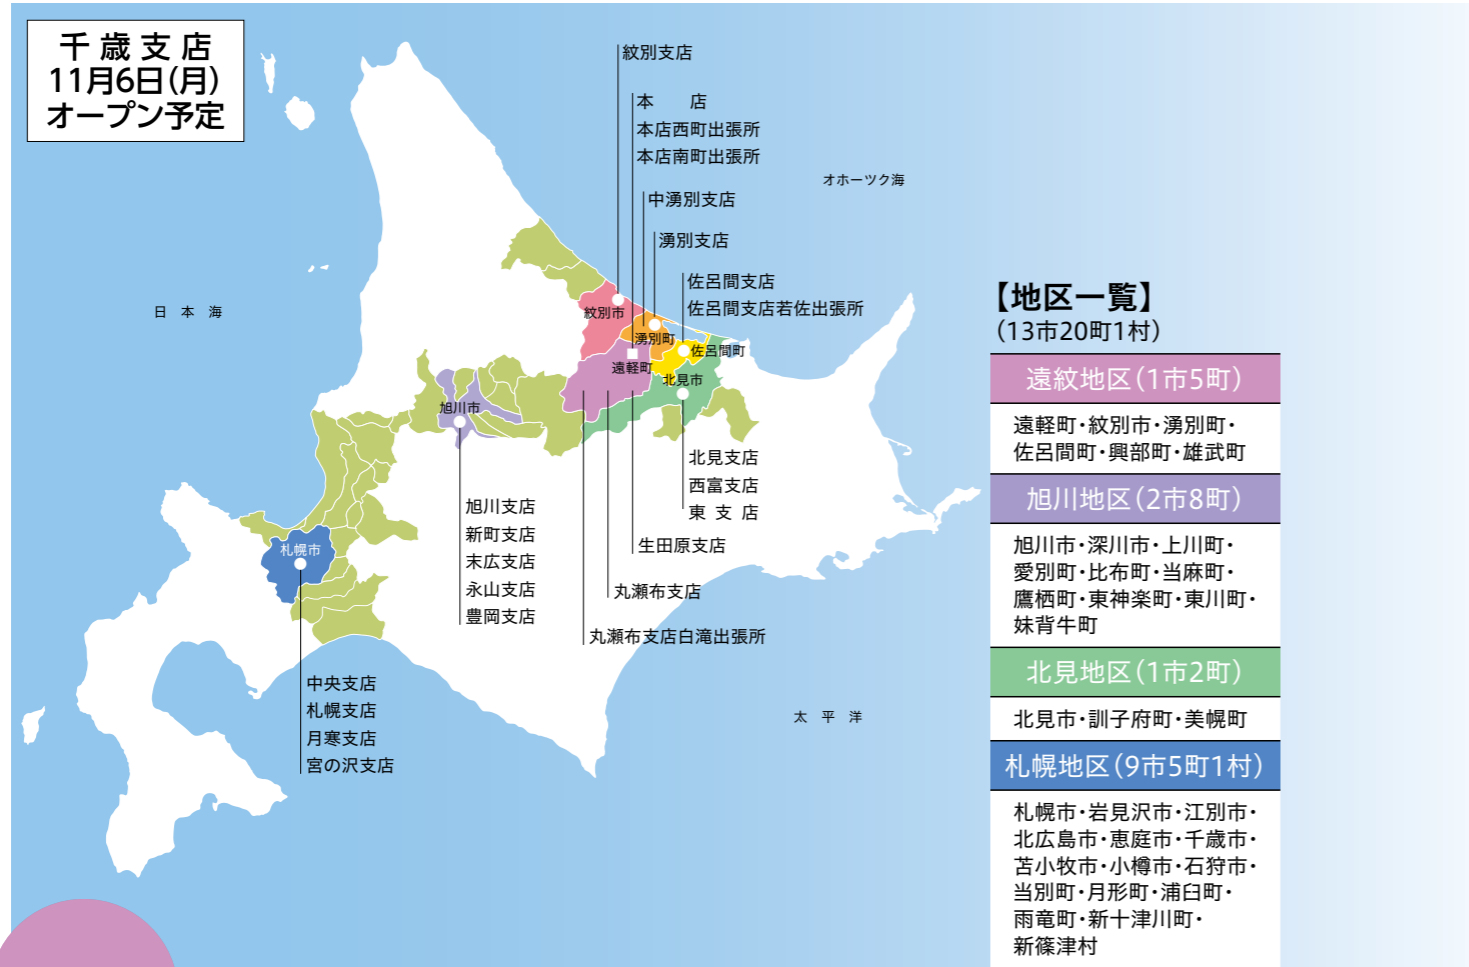 千歳支店
11月6日(月)
オープン予定
紋別支店
本　　店
本店西町出張所
本店南町出張所
中湧別支店
湧別支店
佐呂間支店
佐呂間支店若佐出張所
オホーツク海
日 本 海
太 平 洋
紋別市
湧別町
佐呂間町
遠軽町
北見市
旭川市
札幌市
北見支店
西富支店
東 支 店
生田原支店
丸瀬布支店
丸瀬布支店白滝出張所
旭川支店
新町支店
末広支店
永山支店
豊岡支店
中央支店
札幌支店
月寒支店
宮の沢支店
【地区一覧】
(13市20町1村)
遠紋地区(1市5町)
遠軽町・紋別市・湧別町・
佐呂間町・興部町・雄武町
旭川地区(2市8町)
旭川市・深川市・上川町・
愛別町・比布町・当麻町・
鷹栖町・東神楽町・東川町・
妹背牛町
北見地区(1市2町)
北見市・訓子府町・美幌町
札幌地区(9市5町1村)
札幌市・岩見沢市・江別市・
北広島市・恵庭市・千歳市・
苫小牧市・小樽市・石狩市・
当別町・月形町・浦臼町・
雨竜町・新十津川町・
新篠津村